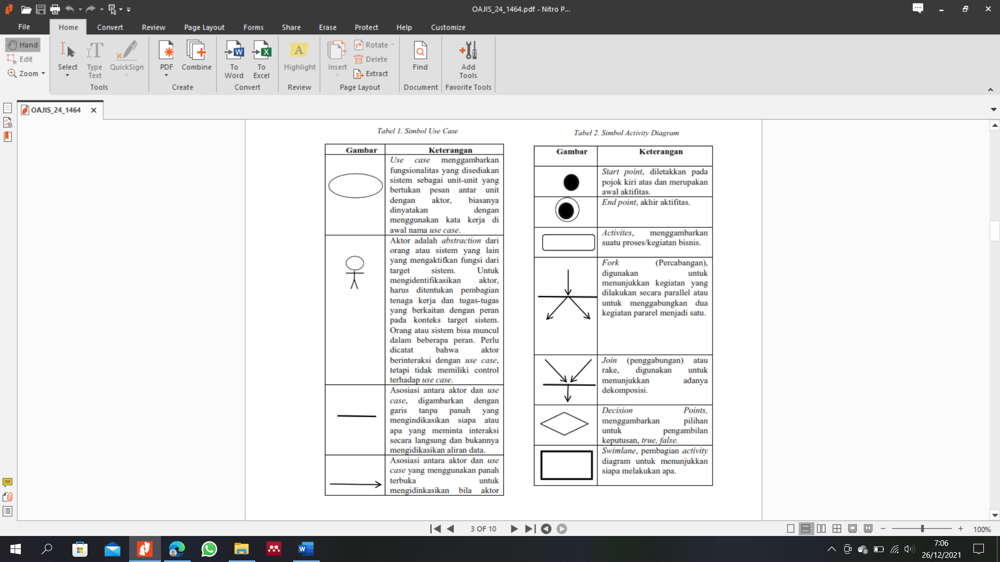 OAJIS_24_1464.pdf - Nitro P...
File
Home
Convert
Review
Page Layout
Forms
Share
Erase
Protect
Help
Customize
Hand
Edit
Zoom
Select
Type
Text
QuickSign
Tools
PDF
Combine
Create
To
Word
To
Excel
Convert
Highlight
Review
Insert
Rotate
Delete
Extract
Page Layout
Find
Document
Add
Tools
Favorite Tools
OAJIS_24_1464
Tabel 1. Simbol Use Case
Gambar Keterangan
Use case menggambarkan
fungsionalitas yang disediakan
sistem sebagai unit-unit yang
bertukan pesan antar unit
dengan aktor, biasanya
dinyatakan dengan
menggunakan kata kerja di
awal nama use case.
Aktor adalah abstraction dari
orang atau sistem yang lain
yang mengaktifkan fungsi dari
target sistem. Untuk
mengidentifikasikan aktor,
harus ditentukan pembagian
tenaga kerja dan tugas-tugas
yang berkaitan dengan peran
pada konteks target sistem.
Orang atau sistem bisa muncul
dalam beberapa peran. Perlu
dicatat bahwa aktor
berinteraksi dengan use case,
tetapi tidak memiliki control
terhadap use case.
Asosiasi antara aktor dan use
case, digambarkan dengan
garis tanpa panah yang
mengindikasikan siapa atau
apa yang meminta interaksi
secara langsung dan bukannya
mengidikasikan aliran data.
Asosiasi antara aktor dan use
case yang menggunakan panah
terbuka untuk
mengidinkasikan bila aktor
Tabel 2. Simbol Activity Diagram
Gambar Keterangan
Start point, diletakkan pada
pojok kiri atas dan merupakan
awal aktifitas.
End point, akhir aktifitas.
Activites, menggambarkan
suatu proses/kegiatan bisnis.
Fork (Percabangan),
digunakan untuk
menunjukkan kegiatan yang
dilakukan secara parallel atau
untuk menggabungkan dua
kegiatan pararel menjadi satu.
Join (penggabungan) atau
rake, digunakan untuk
menunjukkan adanya
dekomposisi.
Decision Points,
menggambarkan pilihan
untuk pengambilan
keputusan, true, false.
Swimlane, pembagian activity
diagram untuk menunjukkan
siapa melakukan apa.
3 OF 10
100%
7:06
26/12/2021